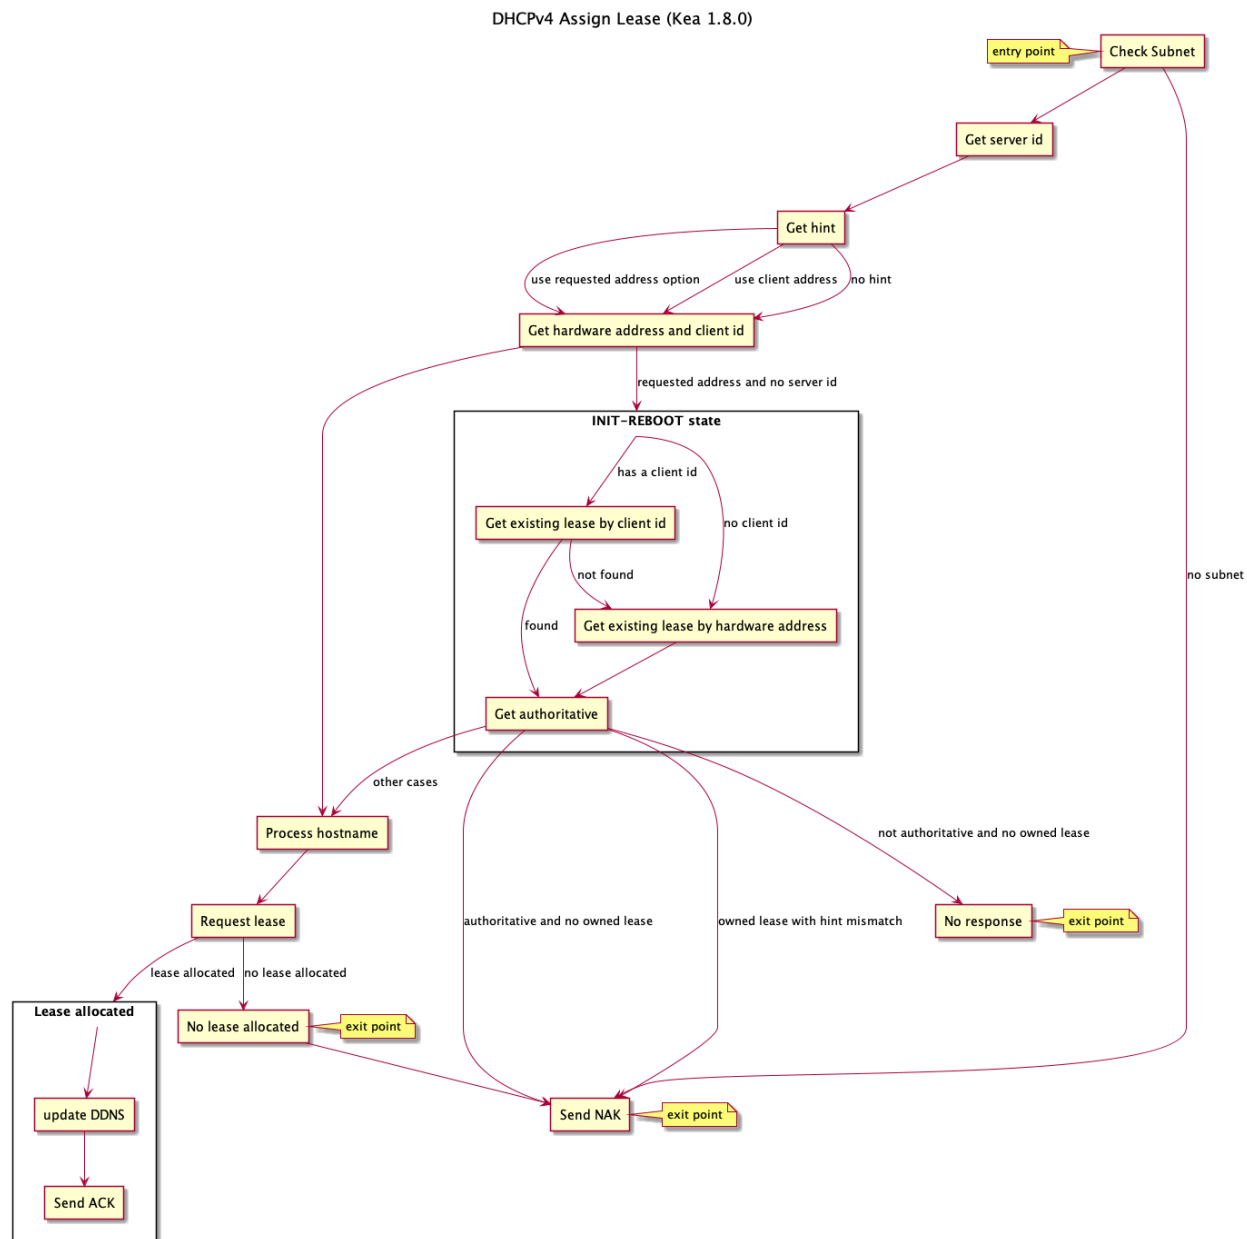 DHCPv4 Assign Lease (Kea 1.8.0)
entry point
Check Subnet
Get server id
Get hint
use requested address option
use client address
no hint
Get hardware address and client id
requested address and no server id
INIT-REBOOT state
has a client id
Get existing lease by client id
no client id
not found
no subnet
found
Get existing lease by hardware address
Get authoritative
other cases
Process hostname
not authoritative and no owned lease
Request lease
authoritative and no owned lease
owned lease with hint mismatch
No response
exit point
lease allocated
no lease allocated
Lease allocated
No lease allocated
exit point
update DDNS
Send NAK
exit point
Send ACK